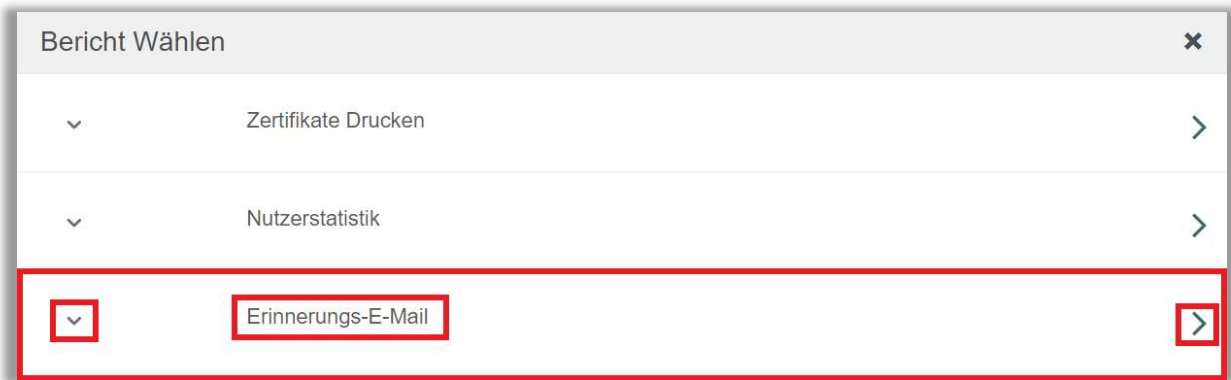 Bericht Wählen
Zertifikate Drucken
Nutzerstatistik
Erinnerungs-E-Mail